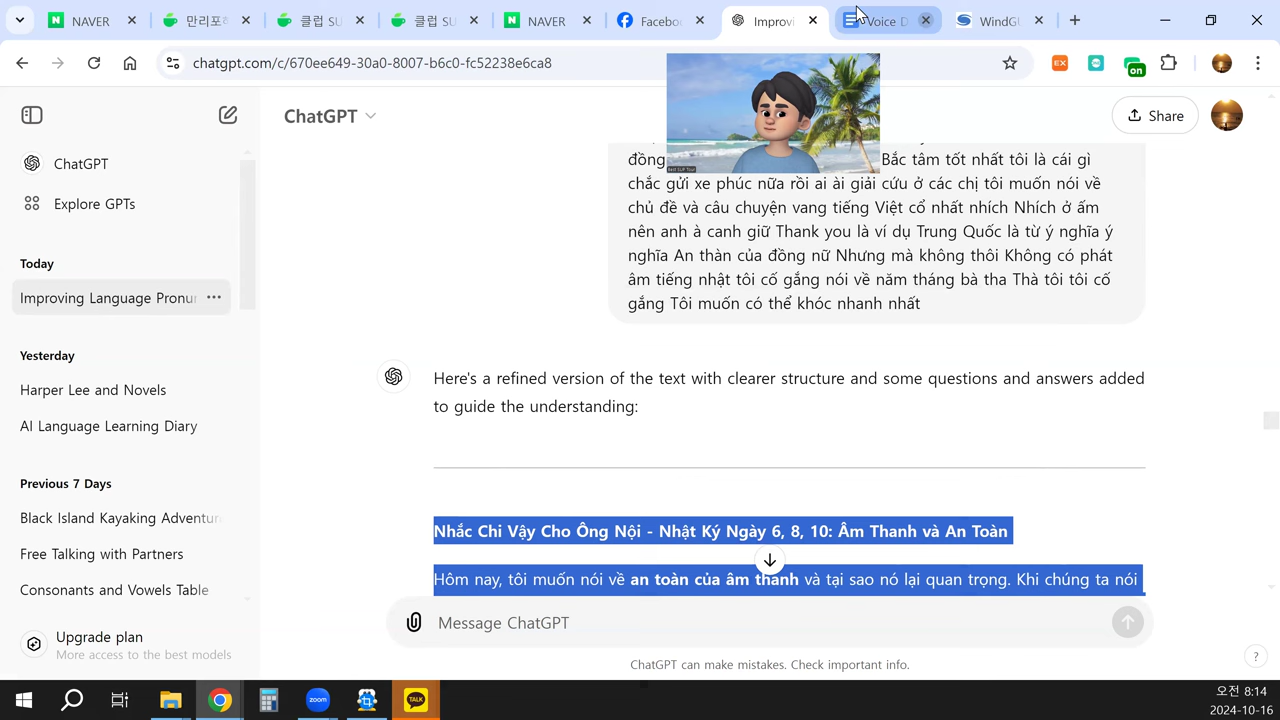 NAVER
만리포해
클럽 SU
클럽 SU
NAVER
Facebo
Improvi
Voice D
WindGU
chatgpt.com/c/670ee649-30a0-8007-b6c0-fc52238e6ca8
EX
on
ChatGPT
Share
ChatGPT
Explore GPTs
Today
Improving Language Pronu
Yesterday
Harper Lee and Novels
AI Language Learning Diary
Previous 7 Days
Black Island Kayaking Adventur
Free Talking with Partners
Consonants and Vowels Table
Upgrade plan
More access to the best models
Best SUP Tour
đồng Bắc tâm tốt nhất tôi là cái gì
chắc gửi xe phúc nữa rồi ai ài giải cứu ở các chị tôi muốn nói về
chủ đề và câu chuyện vang tiếng Việt cổ nhất nhích Nhích ở ấm
nên anh à canh giữ Thank you là ví dụ Trung Quốc là từ ý nghĩa ý
nghĩa An thàn của đồng nữ Nhưng mà không thôi Không có phát
âm tiếng nhật tôi cố gắng nói về năm tháng bà tha Thà tôi tôi cố
gắng Tôi muốn có thể khóc nhanh nhất
Here's a refined version of the text with clearer structure and some questions and answers added
to guide the understanding:
Nhắc Chi Vậy Cho Ông Nội - Nhật Ký Ngày 6, 8, 10: Âm Thanh và An Toàn
Hôm nay, tôi muốn nói về an toàn của âm thanh và tại sao nó lại quan trọng. Khi chúng ta nói
Message ChatGPT
ChatGPT can make mistakes. Check important info.
?
zoom
TALK
오전 8:14
2024-10-16